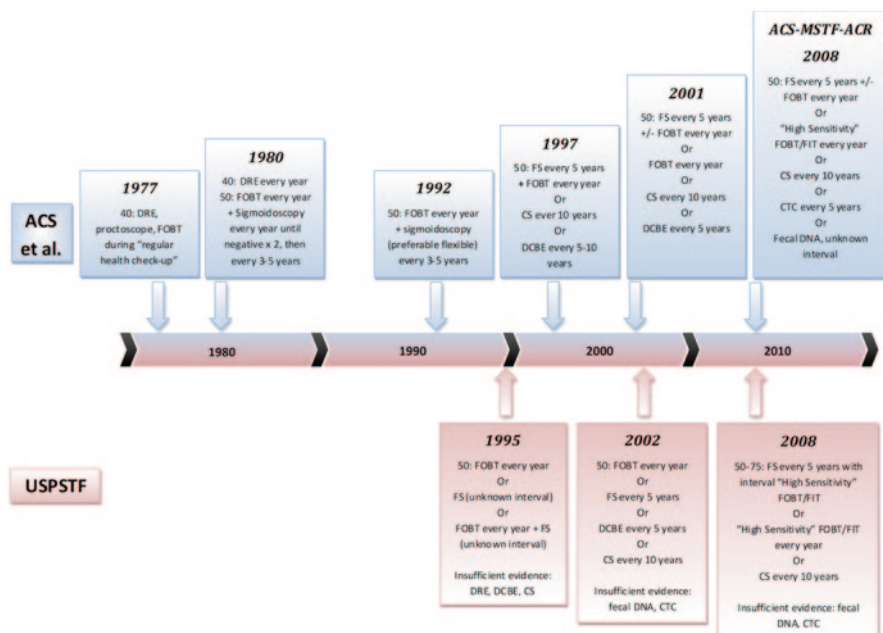 ACS
et al.
1977
40: DRE,
proctoscope, FOBT
during "regular
health check-up"
1980
40: DRE every year
50: FOBT every year
+ Sigmoidoscopy
every year until
negative x 2, then
every 3-5 years
1992
50: FOBT every year
+ sigmoidoscopy
(preferable flexible)
every 3-5 years
1997
50: FS every 5 years
+ FOBT every year
Or
CS ever 10 years
Or
DCBE every 5-10
years
2001
50: FS every 5 years
+/- FOBT every year
Or
FOBT every year
Or
CS every 10 years
Or
DCBE every 5 years
ACS-MSTF-ACR
2008
50: FS every 5 years +/-
FOBT every year
Or
"High Sensitivity"
FOBT/FIT every year
Or
CS every 10 years
Or
CTC every 5 years
Or
Fecal DNA, unknown
interval
1980
1990
2000
2010
USPSTF
1995
50: FOBT every year
Or
FS (unknown interval)
Or
FOBT every year + FS
(unknown interval)
Insufficient evidence:
DRE, DCBE, CS
2002
50: FOBT every year
Or
FS every 5 years
Or
DCBE every 5 years
Or
CS every 10 years
Insufficient evidence:
fecal DNA, CTC
2008
50-75: FS every 5 years with
interval "High Sensitivity"
FOBT/FIT
Or
"High Sensitivity" FOBT/FIT
every year
Or
CS every 10 years
Insufficient evidence: fecal
DNA, CTC